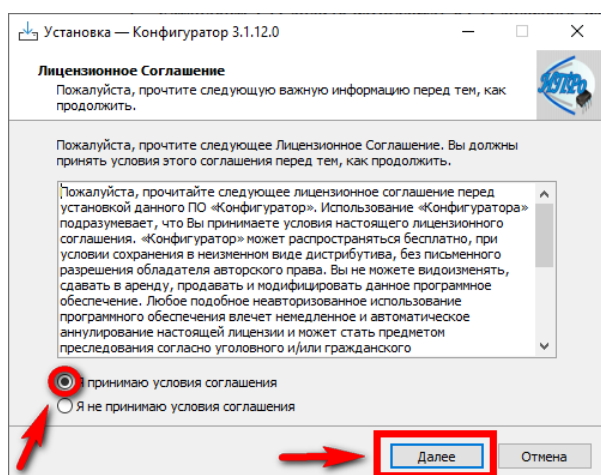 Установка — Конфигуратор 3.1.12.0
Лицензионное Соглашение
Пожалуйста, прочтите следующую важную информацию перед тем, как
продолжить.
Пожалуйста, прочтите следующее Лицензионное Соглашение. Вы должны
принять условия этого соглашения перед тем, как продолжить.
Пожалуйста, прочитайте следующее лицензионное соглашение перед
установкой данного ПО «Конфигуратор». Использование «Конфигуратора»
подразумевает, что Вы принимаете условия настоящего лицензионного
соглашения. «Конфигуратор» может распространяться бесплатно, при
условии сохранения в неизменном виде дистрибутива, без письменного
разрешения обладателя авторского права. Вы не можете видоизменять,
сдавать в аренду, продавать и модифицировать данное программное
обеспечение. Любое подобное неавторизованное использование
программного обеспечения влечет немедленное и автоматическое
аннулирование настоящей лицензии и может стать предметом
преследования согласно уголовного и/или гражданского
Я принимаю условия соглашения
Я не принимаю условия соглашения
Далее
Отмена